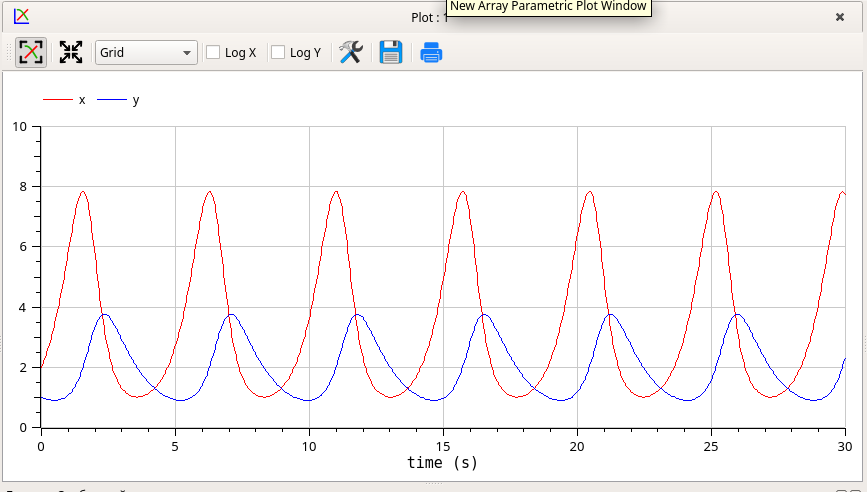 New Array Parametric Plot Window
Plot : 1
Grid Log X Log Y
x y
10
8
6
4
2
0
0 5 10 15 20 25 30
time (s)